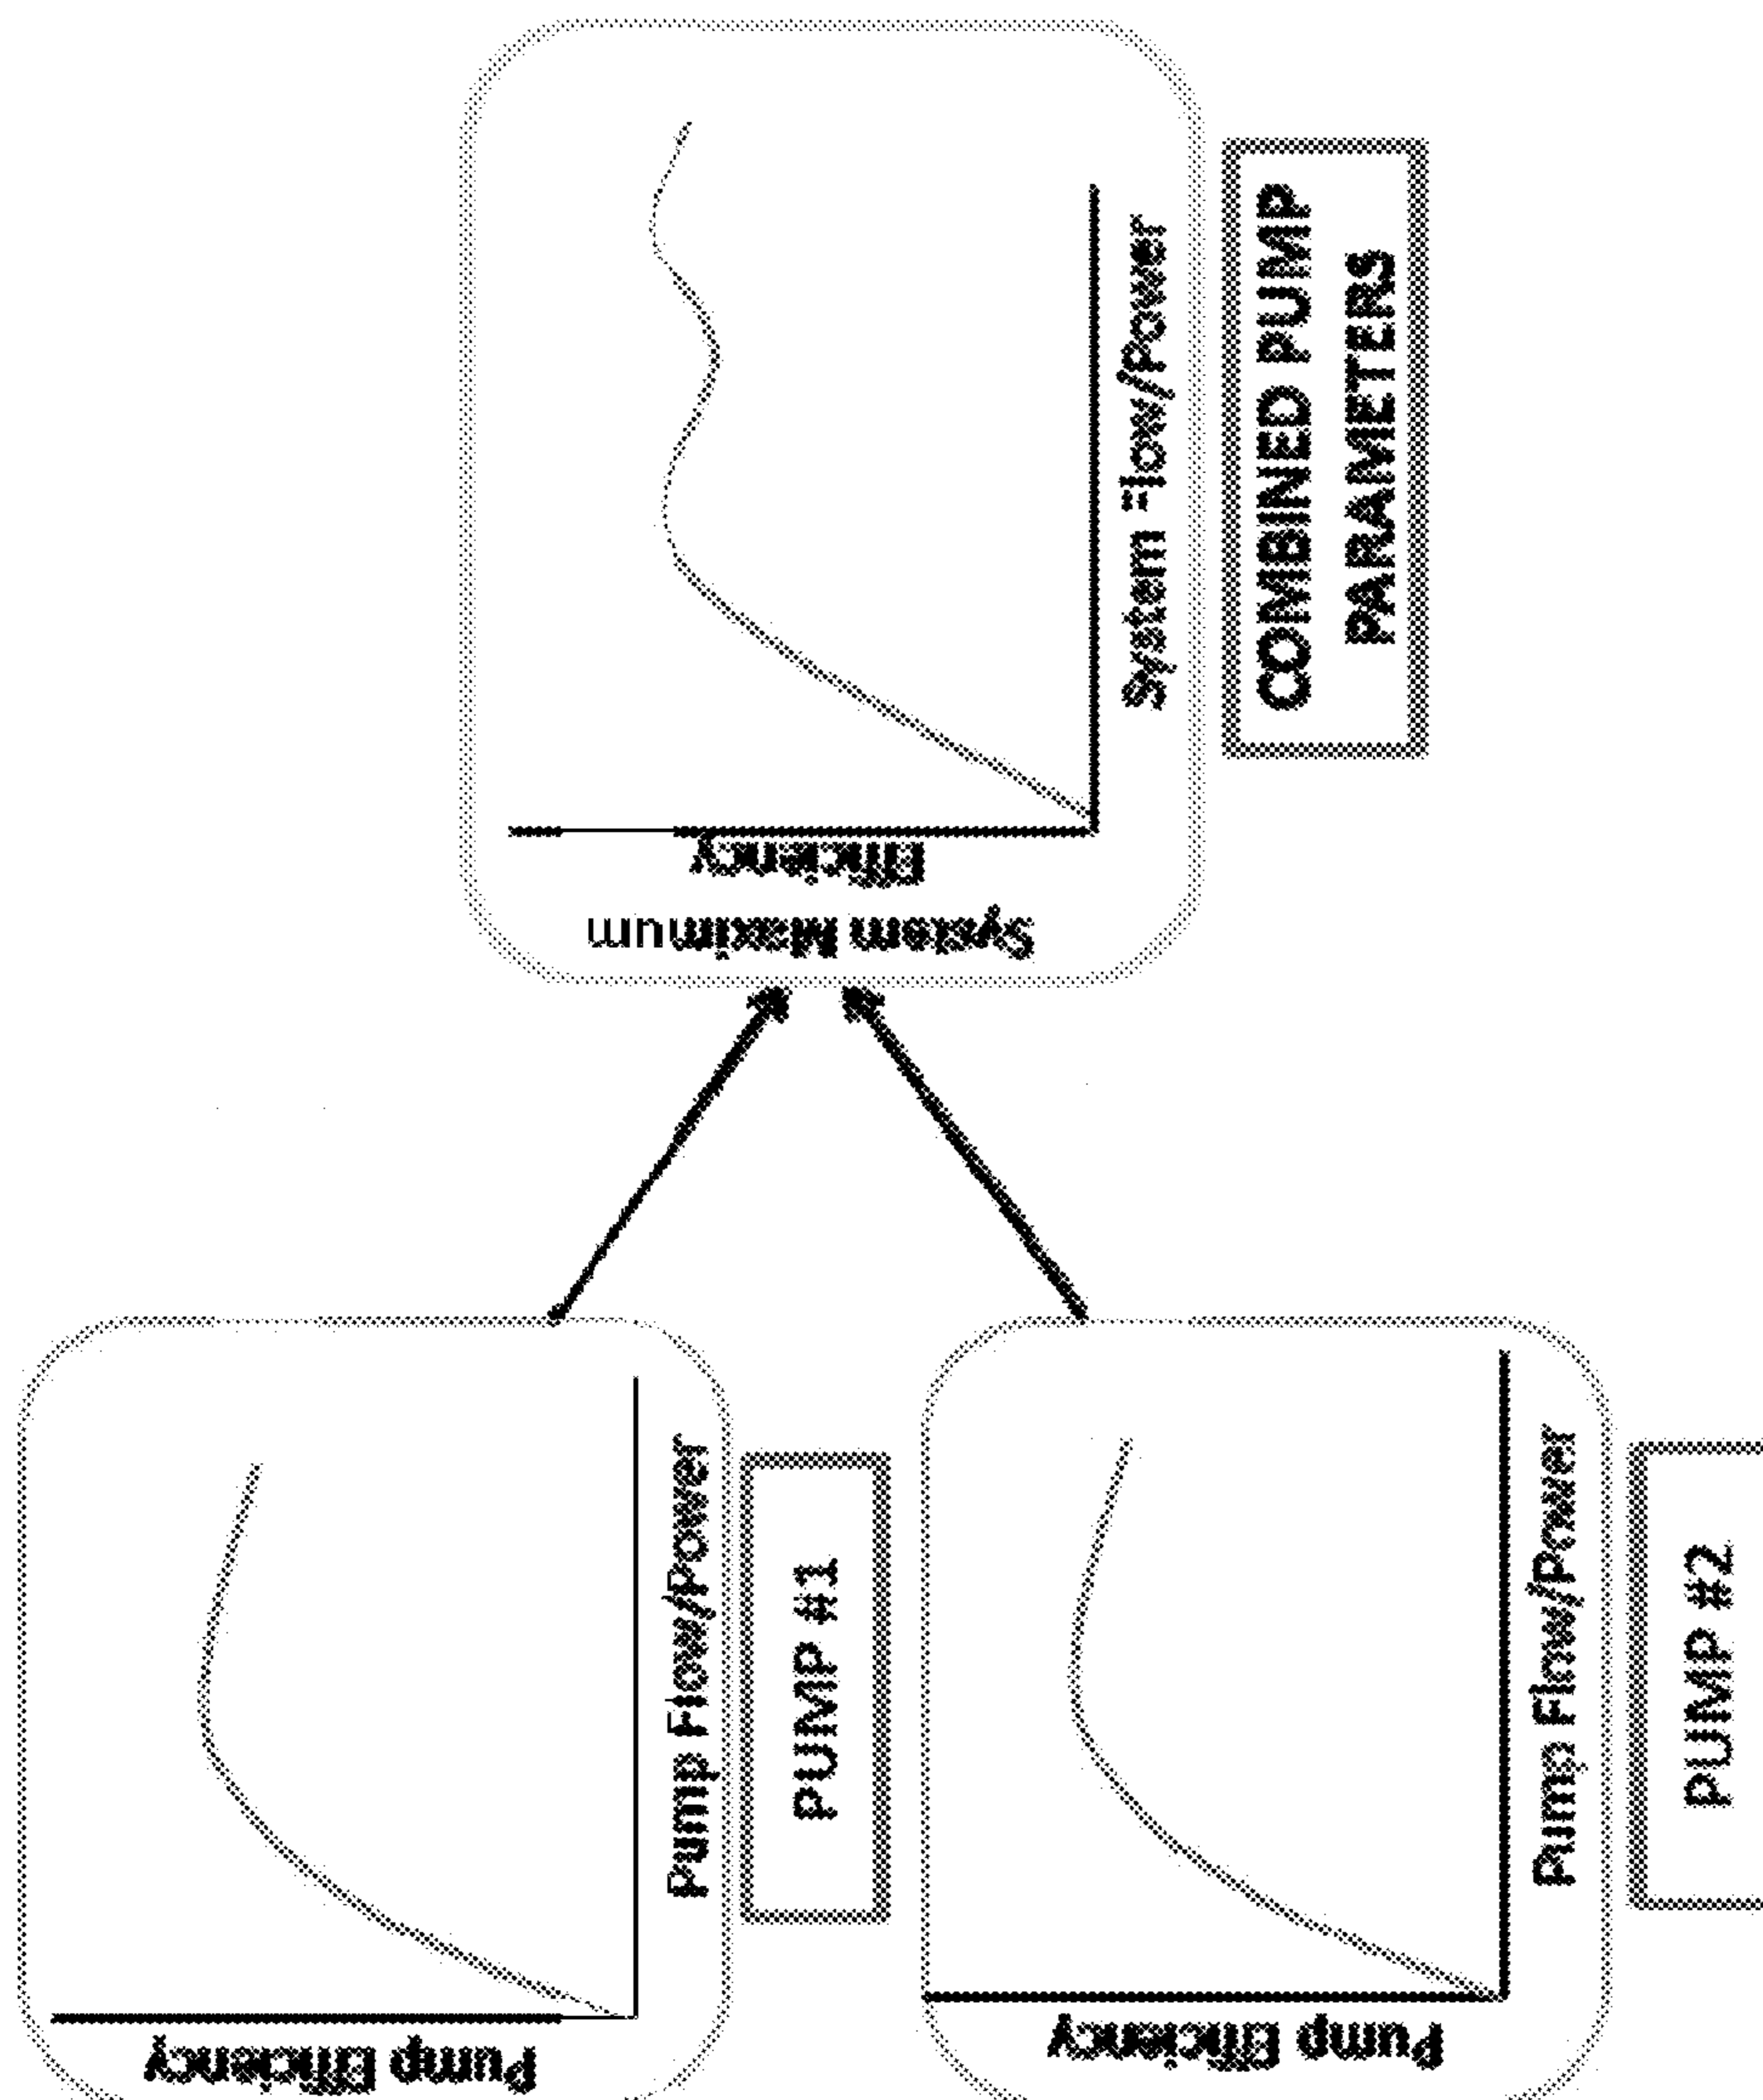 Pump Efficiency
Pump Flow/Power
PUMP #1
Pump Efficiency
Pump Flow/Power
PUMP #2
System Maximum
Efficiency
System Flow/Power
COMBINED PUMP
PARAMETERS